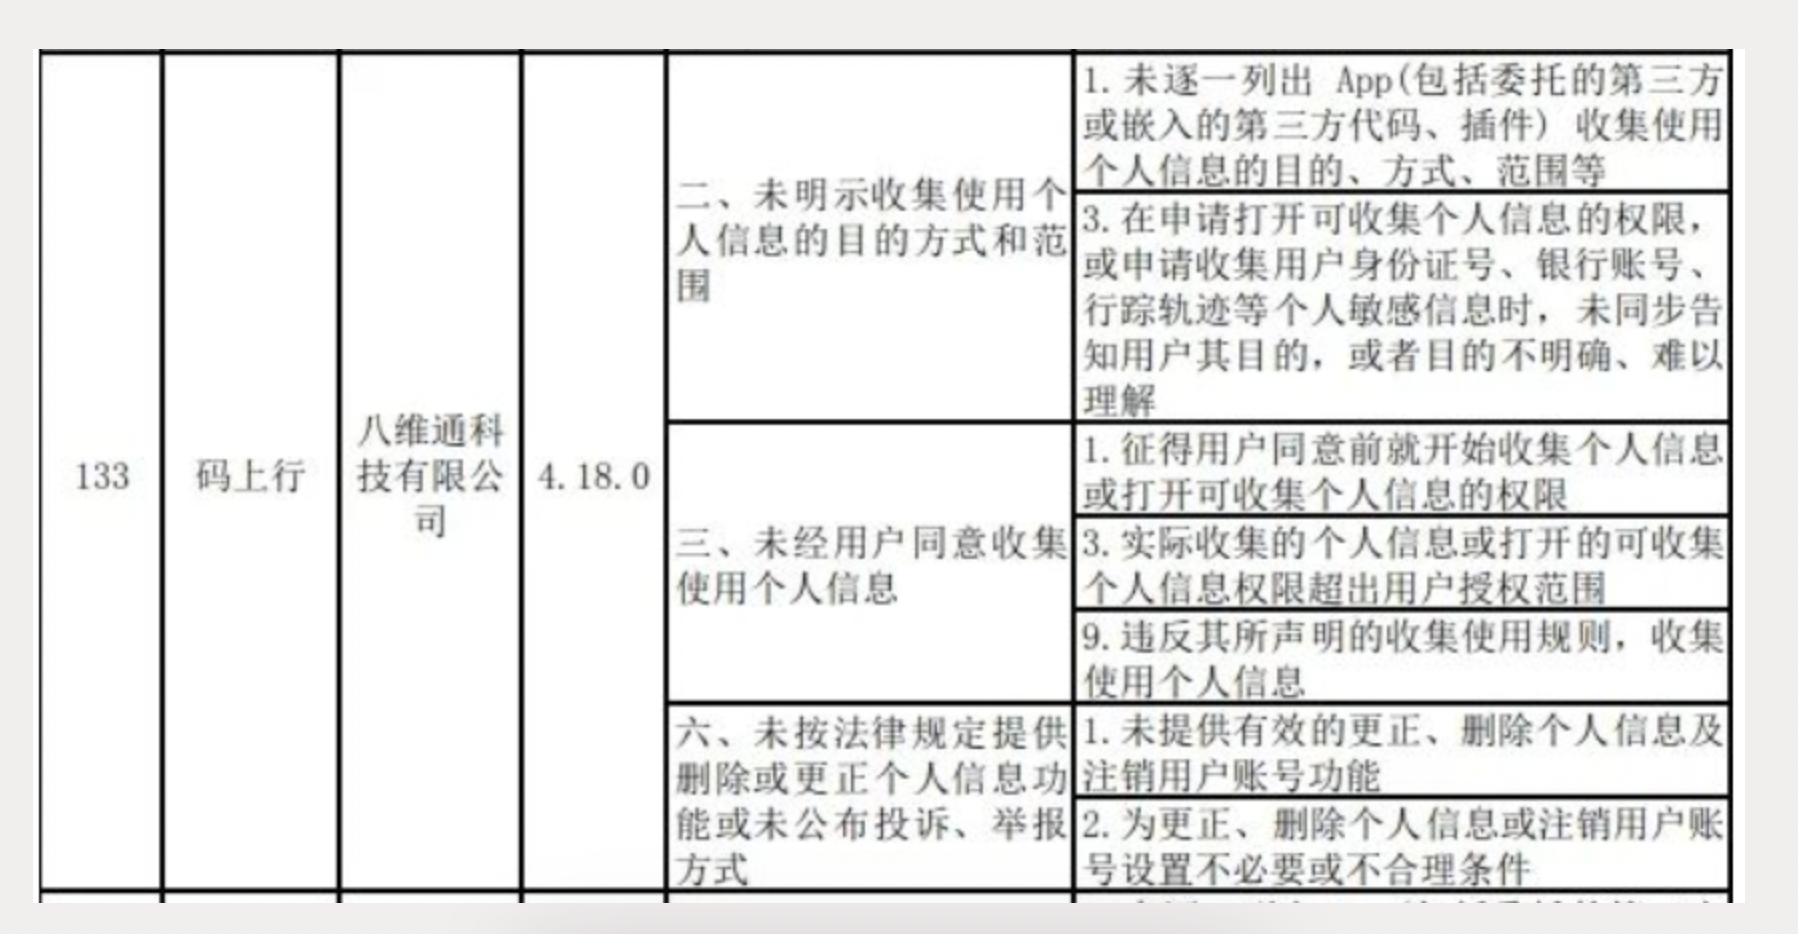 133
码上行
八维通科
技有限公
司
4.18.0
二、未明示收集使用个
人信息的目的方式和范
围
1.未逐一列出 App(包括委托的第三方
或嵌入的第三方代码、插件) 收集使用
个人信息的目的、方式、范围等
3.在申请打开可收集个人信息的权限，
或申请收集用户身份证号、银行账号、
行踪轨迹等个人敏感信息时，未同步告
知用户其目的，或者目的不明确、难以
理解
三、未经用户同意收集
使用个人信息
1.征得用户同意前就开始收集个人信息
或打开可收集个人信息的权限
3.实际收集的个人信息或打开的可收集
个人信息权限超出用户授权范围
9.违反其所声明的收集使用规则，收集
使用个人信息
六、未按法律规定提供
删除或更正个人信息功
能或未公布投诉、举报
方式
1.未提供有效的更正、删除个人信息及
注销用户账号功能
2.为更正、删除个人信息或注销用户账
号设置不必要或不合理条件